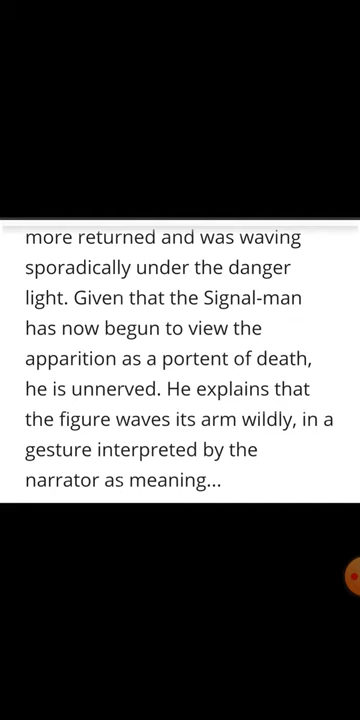 more returned and was waving
sporadically under the danger
light. Given that the Signal-man
has now begun to view the
apparition as a portent of death,
he is unnerved. He explains that
the figure waves its arm wildly, in a
gesture interpreted by the
narrator as meaning...